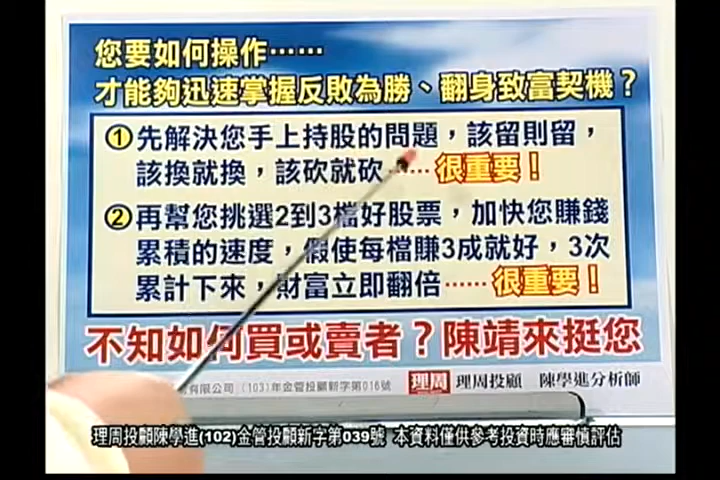 您要如何操作……
才能夠迅速掌握反敗為勝、翻身致富契機？
①先解決您手上持股的問題，該留則留，
該換就換，該砍就砍……很重要！
②再幫您挑選2到3檔好股票，加快您賺錢
累積的速度，假使每檔賺3成就好，3次
累計下來，財富立即翻倍……很重要！
不知如何買或賣者？陳靖來挺您
有限公司 (103)年金管投顧新字第016號 理周 理周投顧 陳學進分析師
理周投顧陳學進(102)金管投顧新字第039號 本資料僅供參考投資時應審慎評估